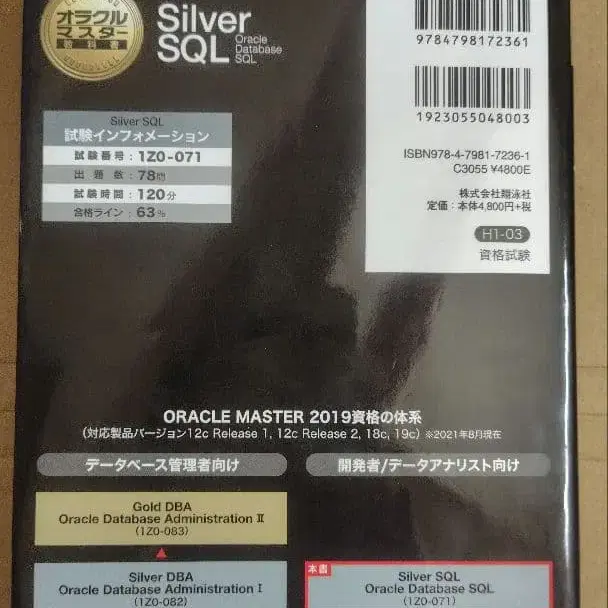 オラクル
マスター
教科書
Silver
SQL
Oracle
Database
SQL
9784798172361
1923055048003
ISBN978-4-7981-7236-1
C3055 ¥4800E
株式会社翔泳社
定価：本体4,800円+税
H1-03
資格試験
Silver SQL
試験インフォメーション
試験番号：1Z0-071
出題数：78問
試験時間：120分
合格ライン：63%
ORACLE MASTER 2019資格の体系
（対応製品バージョン12c Release 1, 12c Release 2, 18c, 19c）※2021年8月現在
データベース管理者向け
開発者/データアナリスト向け
Gold DBA
Oracle Database Administration Ⅱ
(1Z0-083)
Silver DBA
Oracle Database Administration Ⅰ
(1Z0-082)
本書
Silver SQL
Oracle Database SQL
(1Z0-071)